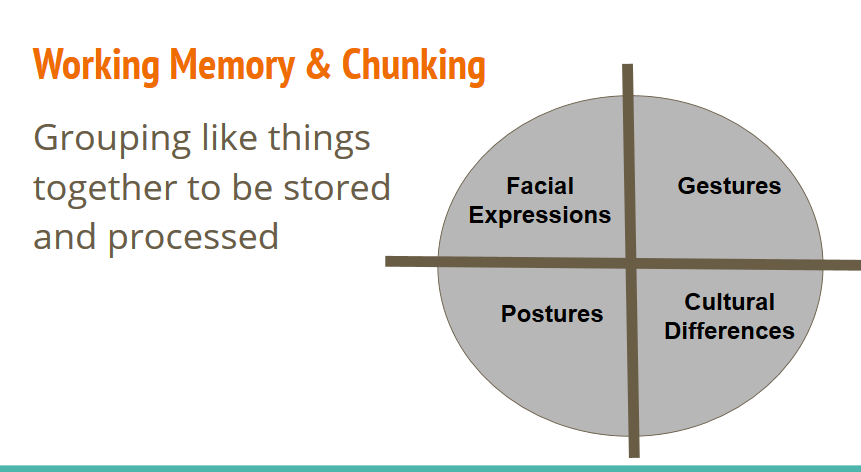 Working Memory & Chunking
Grouping like things
together to be stored
and processed
Facial
Expressions
Gestures
Postures
Cultural
Differences